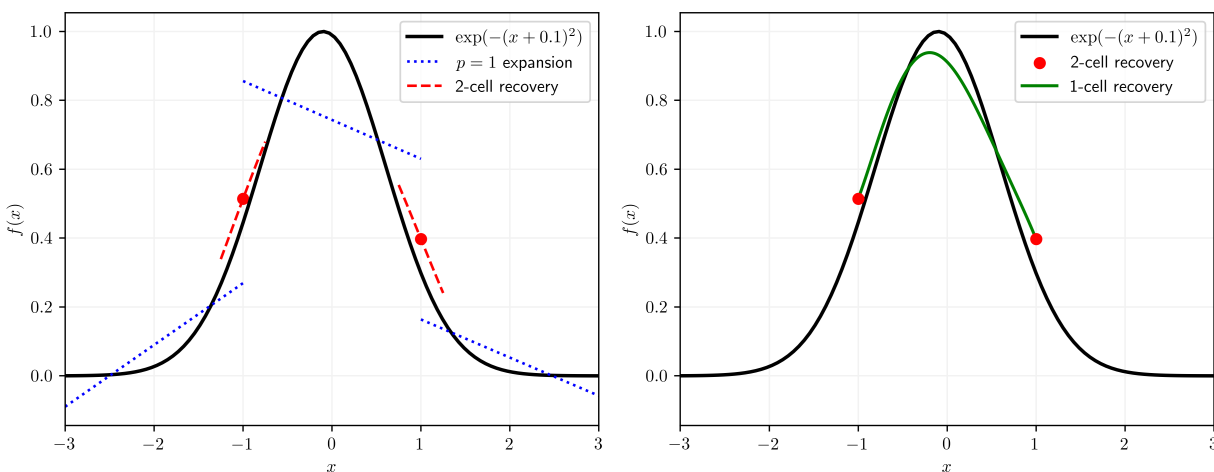 1.0
0.8
0.6
0.4
0.2
0.0
f(x)
−3 −2 −1 0 1 2 3
x
exp(−(x + 0.1)²)
p = 1 expansion
2-cell recovery
1.0
0.8
0.6
0.4
0.2
0.0
f(x)
−3 −2 −1 0 1 2 3
x
exp(−(x + 0.1)²)
2-cell recovery
1-cell recovery